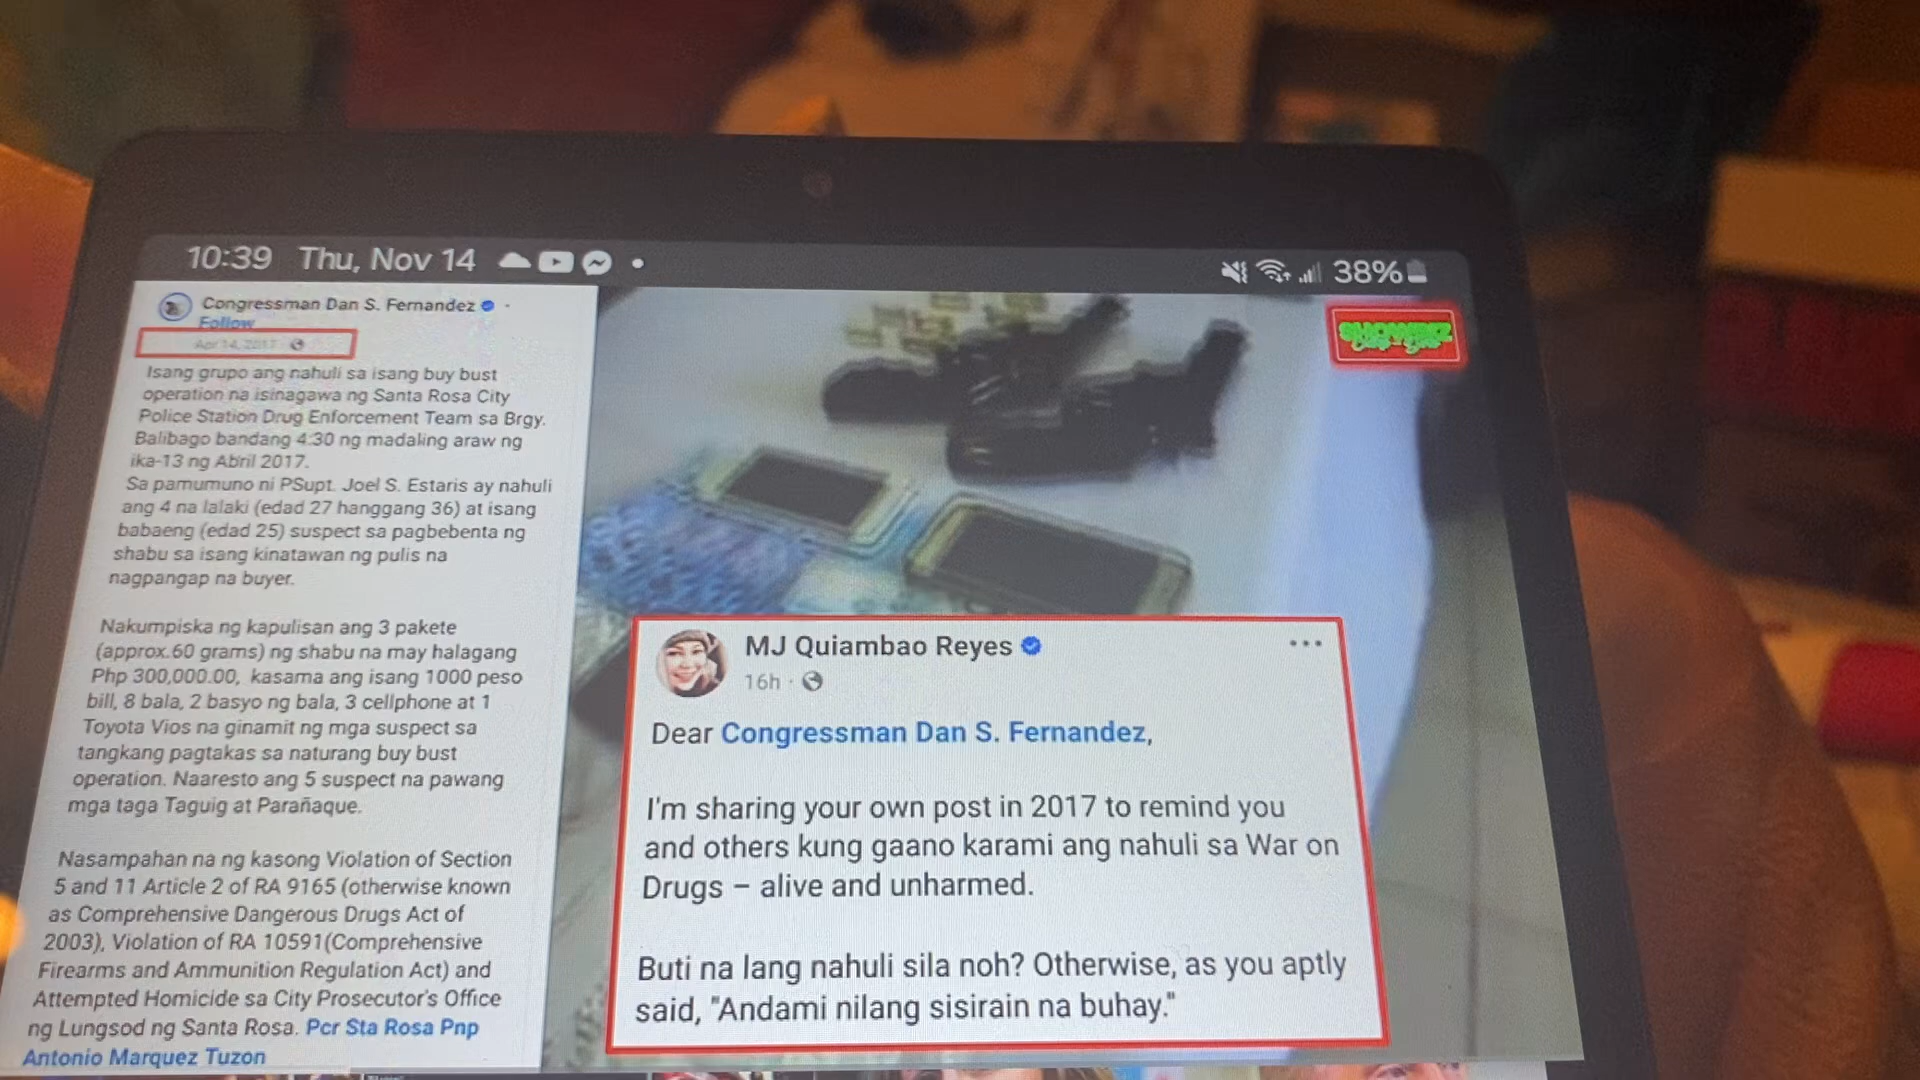 10:39 Thu, Nov 14
38%
Congressman Dan S. Fernandez
Follow
Apr 14, 2017
Isang grupo ang nahuli sa isang buy bust
operation na isinagawa ng Santa Rosa City
Police Station Drug Enforcement Team sa Brgy.
Balibago bandang 4:30 ng madaling araw ng
ika-13 ng Abril 2017.
Sa pamumuno ni PSupt. Joel S. Estaris ay nahuli
ang 4 na lalaki (edad 27 hanggang 36) at isang
babaeng (edad 25) suspect sa pagbebenta ng
shabu sa isang kinatawan ng pulis na
nagpangap na buyer.
Nakumpiska ng kapulisan ang 3 pakete
(approx.60 grams) ng shabu na may halagang
Php 300,000.00, kasama ang isang 1000 peso
bill, 8 bala, 2 basyo ng bala, 3 cellphone at 1
Toyota Vios na ginamit ng mga suspect sa
tangkang pagtakas sa naturang buy bust
operation. Naaresto ang 5 suspect na pawang
mga taga Taguig at Parañaque.
Nasampahan na ng kasong Violation of Section
5 and 11 Article 2 of RA 9165 (otherwise known
as Comprehensive Dangerous Drugs Act of
2003), Violation of RA 10591(Comprehensive
Firearms and Ammunition Regulation Act) and
Attempted Homicide sa City Prosecutor's Office
ng Lungsod ng Santa Rosa. Pcr Sta Rosa Pnp
Antonio Marquez Tuzon
SHOWBIZ
MJ Quiambao Reyes
16h
Dear Congressman Dan S. Fernandez,
I'm sharing your own post in 2017 to remind you
and others kung gaano karami ang nahuli sa War on
Drugs – alive and unharmed.
Buti na lang nahuli sila noh? Otherwise, as you aptly
said, "Andami nilang sisirain na buhay."